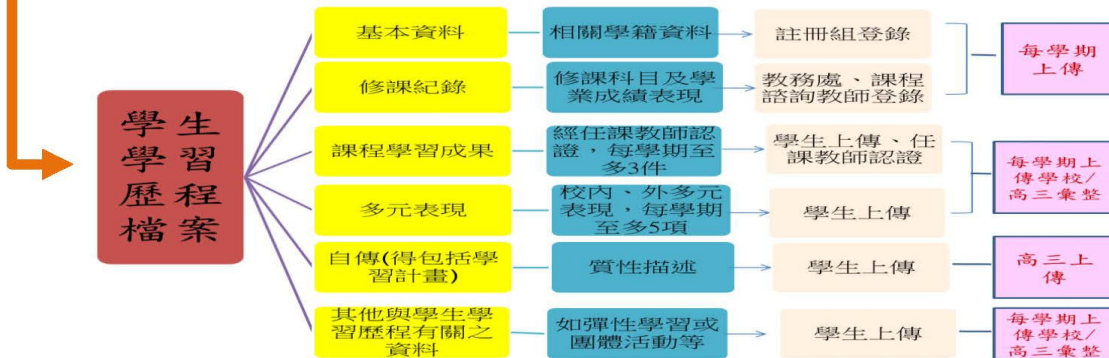 學生
學習
歷程
檔案
基本資料
相關學籍資料
註冊組登錄
每學期
上傳
修課紀錄
修課科目及學
業成績表現
教務處、課程
諮詢教師登錄
課程學習成果
經任課教師認
證，每學期至
多3件
學生上傳、任
課教師認證
每學期上
傳學校/
高三彙整
多元表現
校內、外多元
表現，每學期
至多5項
學生上傳
自傳(得包括學
習計畫)
質性描述
學生上傳
高三上
傳
其他與學生學
習歷程有關之
資料
如彈性學習或
團體活動等
學生上傳
每學期上
傳學校/
高三彙整